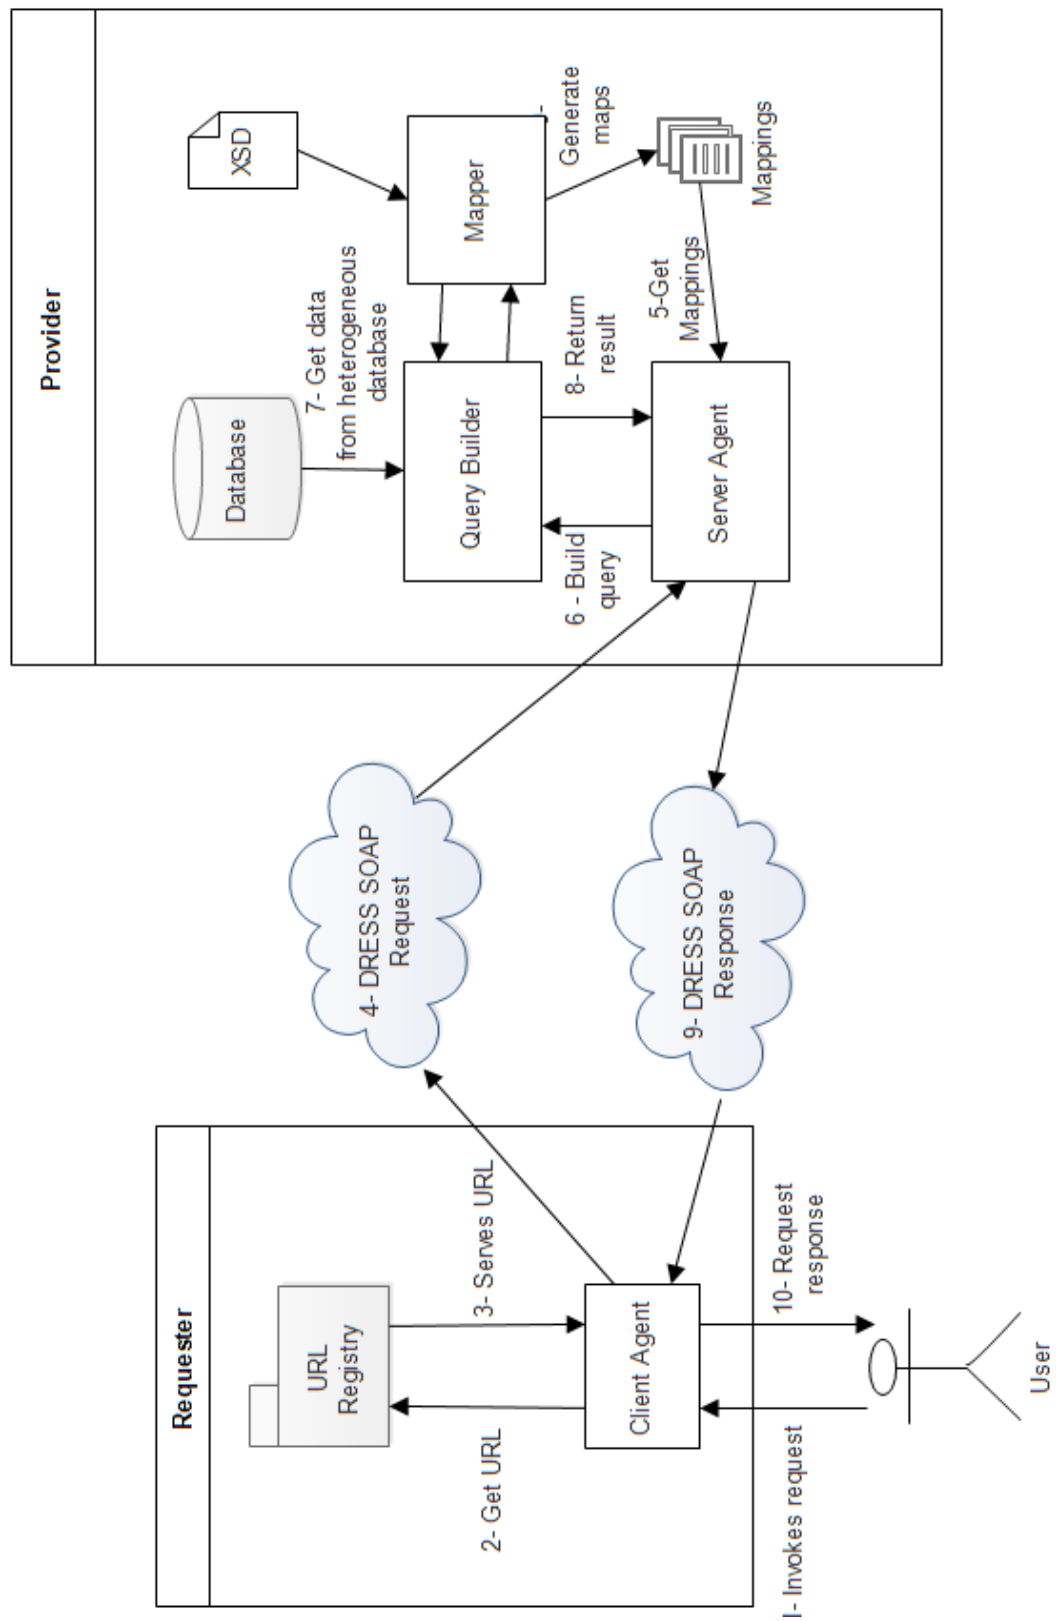 Requester
URL
Registry
2- Get URL
3- Serves URL
Client Agent
1- Invokes request
10- Request
response
User
4- DRESS SOAP
Request
9- DRESS SOAP
Response
Provider
Database
7- Get data
from heterogeneous
database
XSD
Query Builder
Mapper
Generate
maps
6 - Build
query
8- Return
result
5-Get
Mappings
Mappings
Server Agent